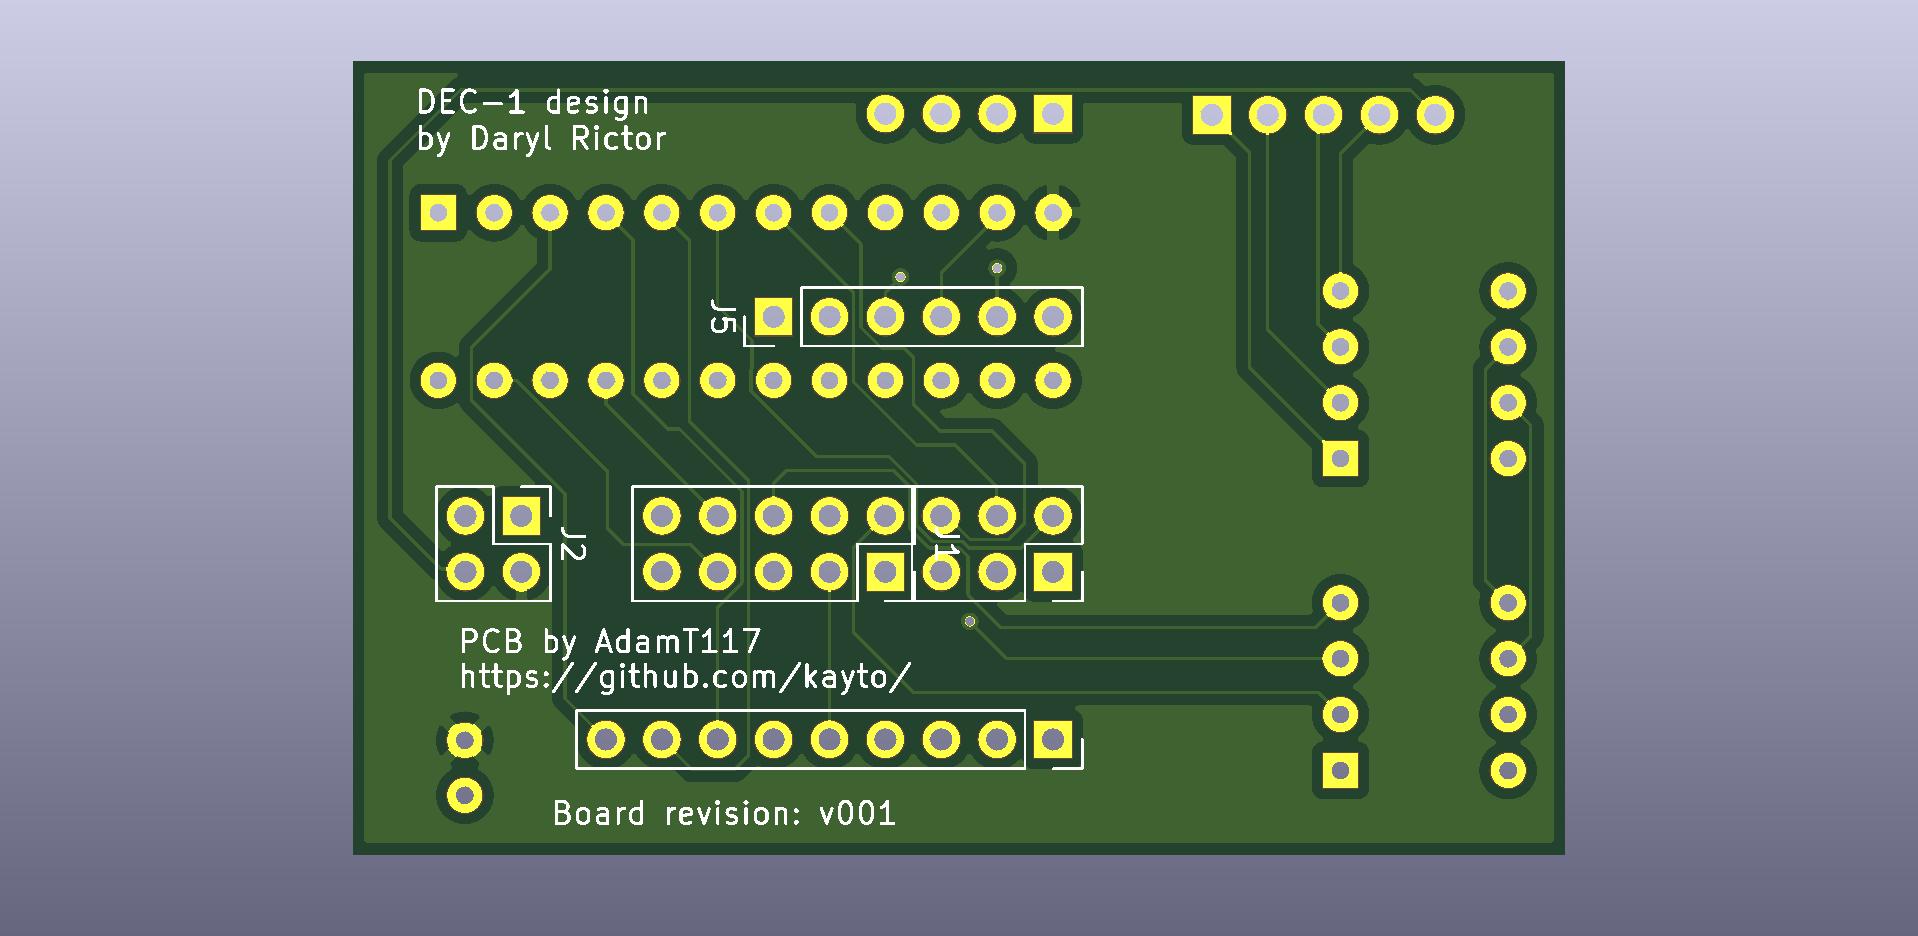 DEC-1 design
by Daryl Rictor
J5
J2
J1
PCB by AdamT117
https://github.com/kayto/
Board revision: v001